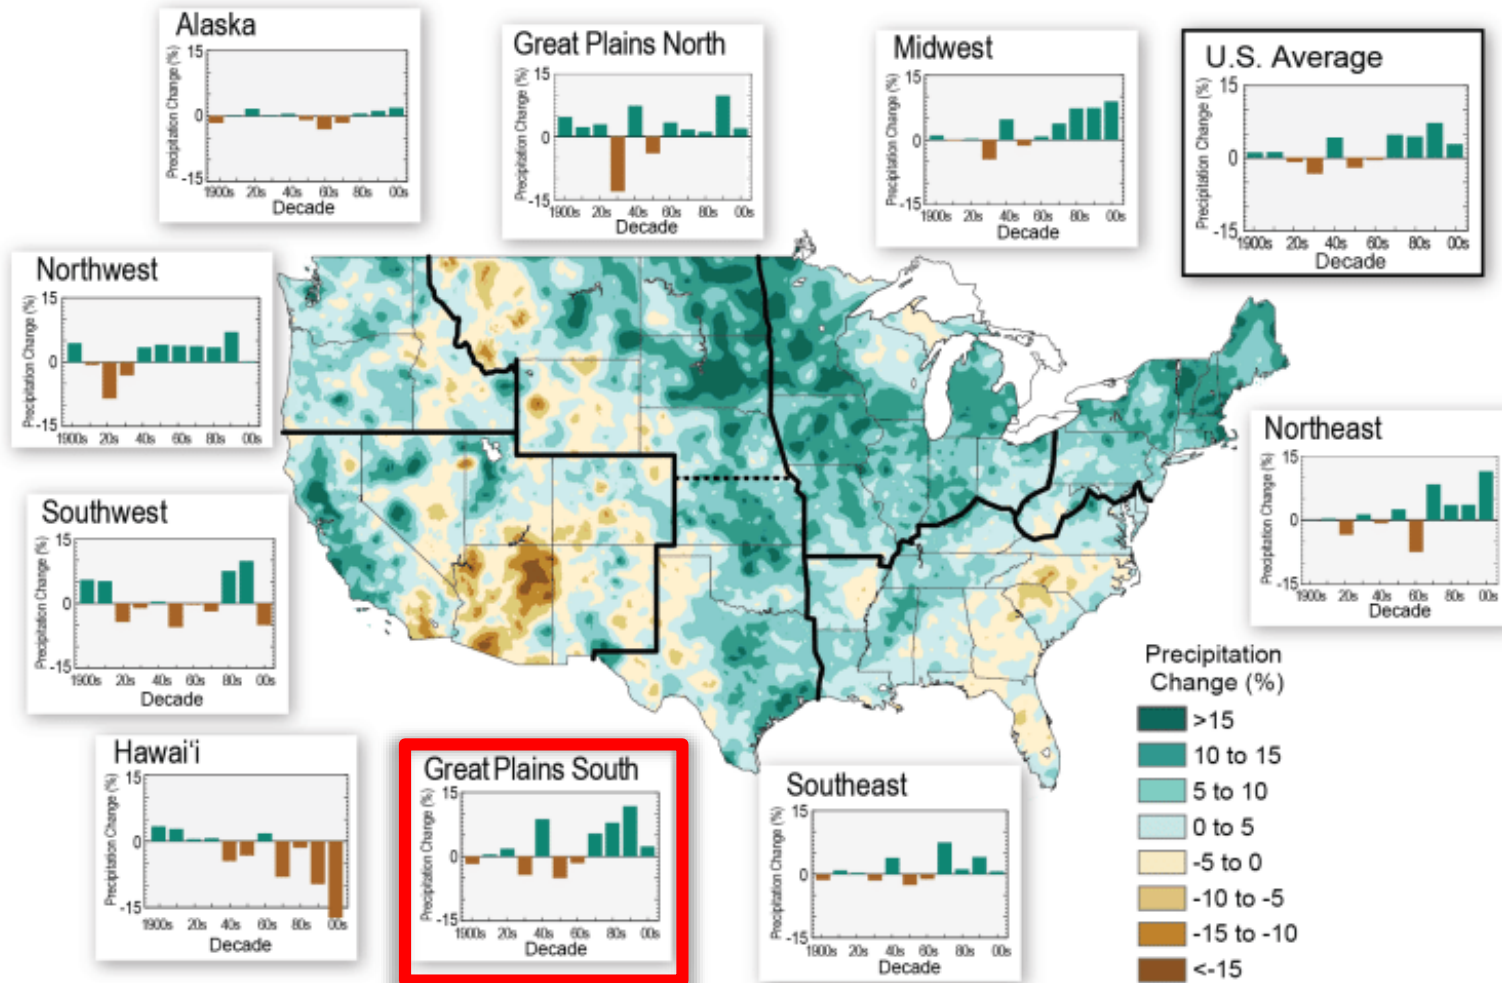 Alaska
Precipitation Change (%)
15
0
-15
1900s 20s 40s 60s 80s 00s
Decade
Great Plains North
Precipitation Change (%)
15
0
-15
1900s 20s 40s 60s 80s 00s
Decade
Midwest
Precipitation Change (%)
15
0
-15
1900s 20s 40s 60s 80s 00s
Decade
U.S. Average
Precipitation Change (%)
15
0
-15
1900s 20s 40s 60s 80s 00s
Decade
Northwest
Precipitation Change (%)
15
0
-15
1900s 20s 40s 60s 80s 00s
Decade
Northeast
Precipitation Change (%)
15
0
-15
1900s 20s 40s 60s 80s 00s
Decade
Southwest
Precipitation Change (%)
15
0
-15
1900s 20s 40s 60s 80s 00s
Decade
Hawai‘i
Precipitation Change (%)
15
0
-15
1900s 20s 40s 60s 80s 00s
Decade
Great Plains South
Precipitation Change (%)
15
0
-15
1900s 20s 40s 60s 80s 00s
Decade
Southeast
Precipitation Change (%)
15
0
-15
1900s 20s 40s 60s 80s 00s
Decade
Precipitation
Change (%)
>15
10 to 15
5 to 10
0 to 5
-5 to 0
-10 to -5
-15 to -10
<-15